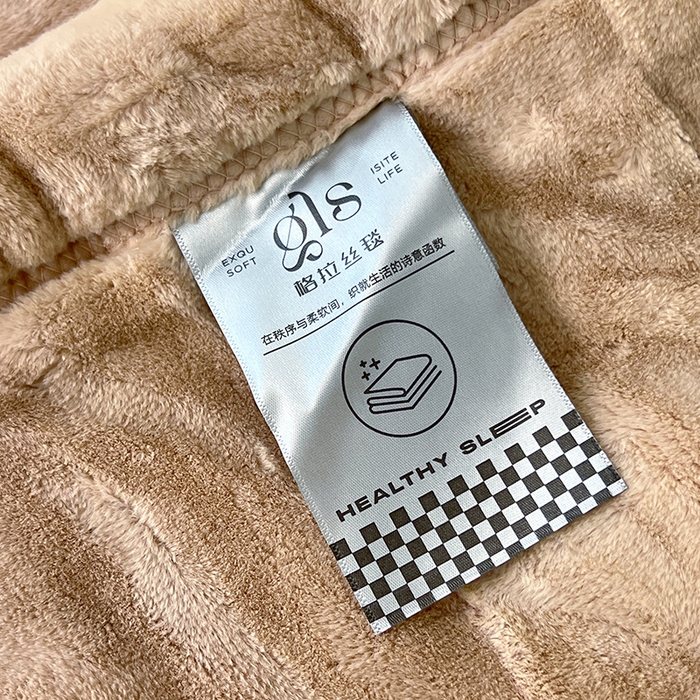 gls
EXQU ISITE
SOFT LIFE
格拉丝毯
在秩序与柔软间，织就生活的诗意函数
HEALTHY SLEEP